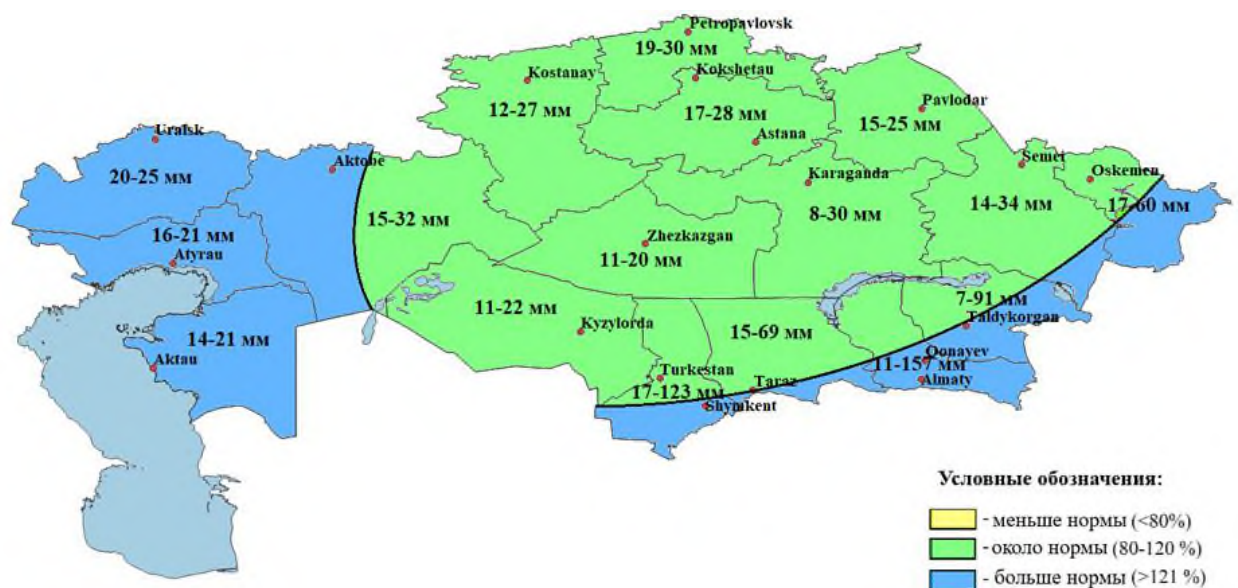 Petropavlovsk
19-30 мм
Kostanay
Kokshetau
12-27 мм
17-28 мм
Pavlodar
15-25 мм
Uralsk
Astana
Aktobe
Semei
Oskemen
20-25 мм
Karaganda
14-34 мм
17-60 мм
15-32 мм
8-30 мм
16-21 мм
Zhezkazgan
Atyrau
11-20 мм
7-91 мм
11-22 мм
Taldykorgan
14-21 мм
Kyzylorda
15-69 мм
Qonayev
Aktau
11-157 мм
Turkestan
Almaty
17-123 мм
Taraz
Shymkent
Условные обозначения:
- меньше нормы (<80%)
- около нормы (80-120 %)
- больше нормы (>121 %)